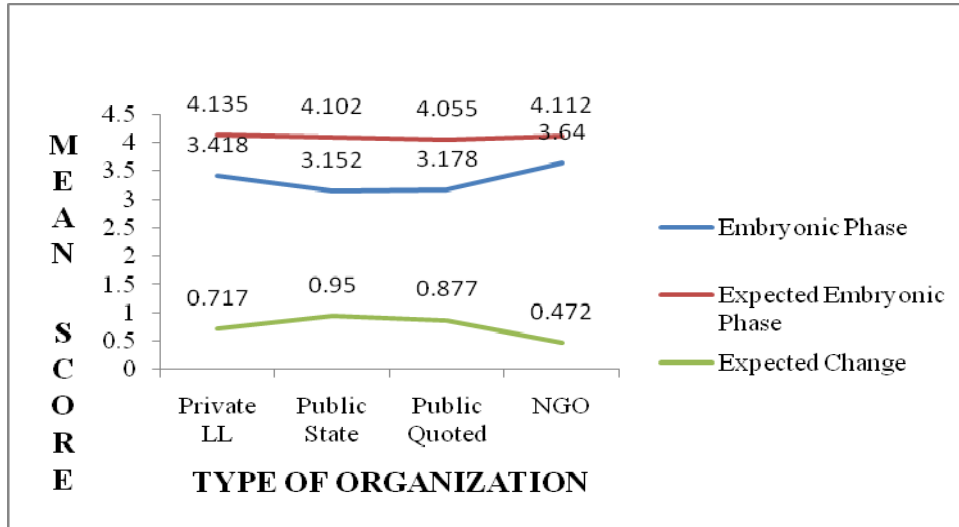 MEAN SCORE
4.5
4
3.5
3
2.5
2
1.5
1
0.5
0
4.135 4.102 4.055 4.112
3.418 3.152 3.178 3.64
0.717 0.95 0.877 0.472
Private LL
Public State
Public Quoted
NGO
TYPE OF ORGANIZATION
Embryonic Phase
Expected Embryonic
Phase
Expected Change